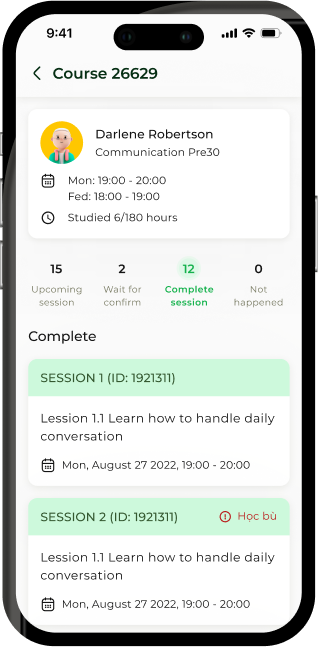 9:41
Course 26629
Darlene Robertson
Communication Pre30
Mon: 19:00 - 20:00
Fed: 18:00 - 19:00
Studied 6/180 hours
15 2 12 0
Upcoming session
Wait for confirm
Complete session
Not happened
Complete
SESSION 1 (ID: 1921311)
Lession 1.1 Learn how to handle daily
conversation
Mon, August 27 2022, 19:00 - 20:00
SESSION 2 (ID: 1921311) Học bù
Lession 1.1 Learn how to handle daily
conversation
Mon, August 27 2022, 19:00 - 20:00